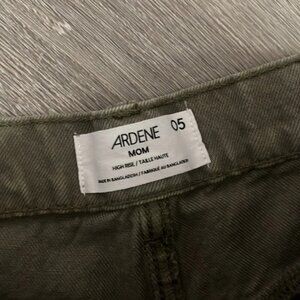 ARDENE 05
MOM
HIGH RISE / TAILLE HAUTE
MADE IN BANGLADESH / FABRIQUÉ AU BANGLADESH